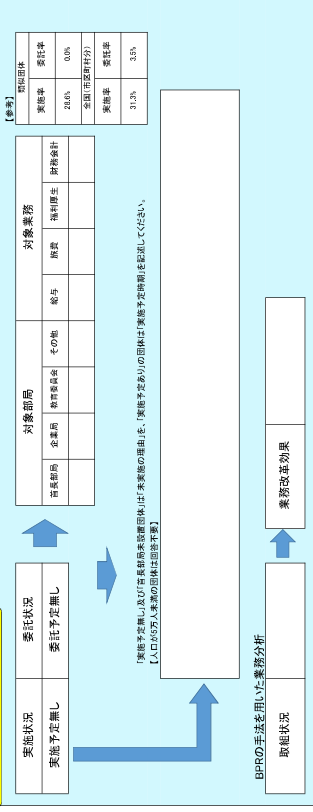 実施状況 委託状況
実施予定無し 委託予定無し
対象部局 対象業務
首長部局 企業局 教育委員会 その他 給与 旅費 福利厚生 財務会計
【参考】
類似団体
実施率 委託率
28.6% 0.0%
全国(市区町村分)
実施率 委託率
31.3% 3.5%
「実施予定無し」及び「首長部局未設置団体」は「未実施の理由」を、「実施予定あり」の団体は「実施予定時期」を記述してください。
【人口が5万人未満の団体は回答不要】
BPRの手法を用いた業務分析
取組状況
業務改革効果